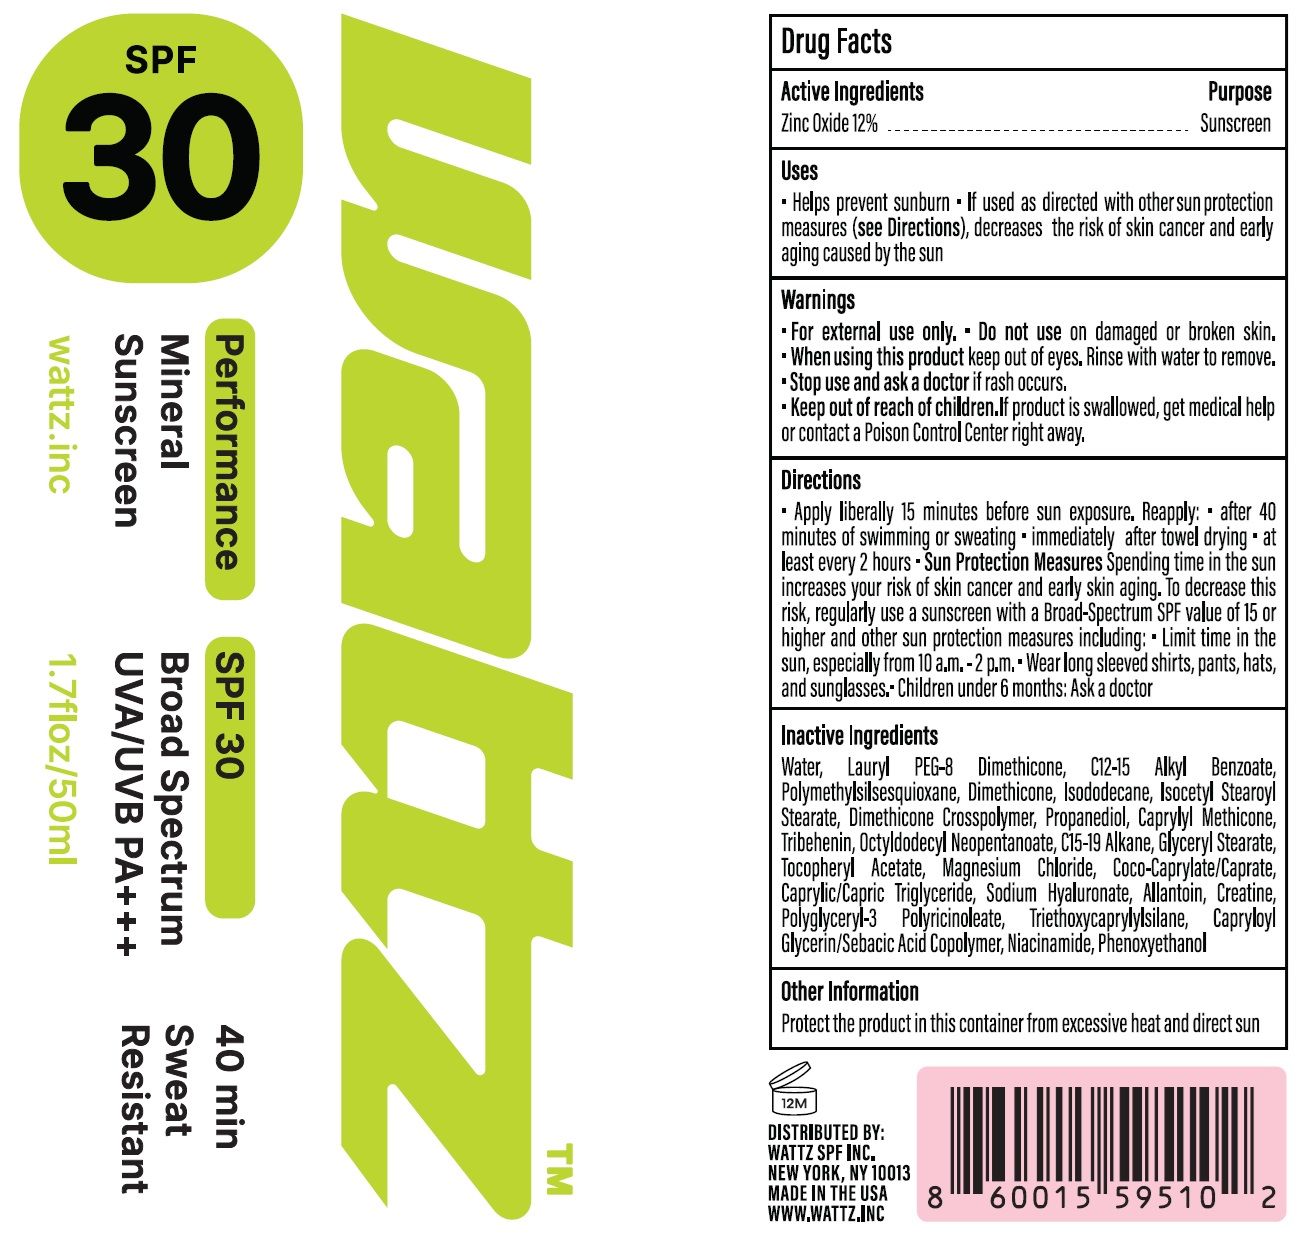 SPF
30
wattz™
Performance
Mineral
Sunscreen
wattz.inc
SPF 30
Broad Spectrum
UVA/UVB PA+++
1.7floz/50ml
40 min
Sweat
Resistant
Drug Facts
Active Ingredients Purpose
Zinc Oxide 12% Sunscreen
Uses
▪ Helps prevent sunburn ▪ If used as directed with other sun protection
measures (see Directions), decreases the risk of skin cancer and early
aging caused by the sun
Warnings
▪ For external use only. ▪ Do not use on damaged or broken skin.
▪ When using this product keep out of eyes. Rinse with water to remove.
▪ Stop use and ask a doctor if rash occurs.
▪ Keep out of reach of children.If product is swallowed, get medical help
or contact a Poison Control Center right away.
Directions
▪ Apply liberally 15 minutes before sun exposure. Reapply: ▪ after 40
minutes of swimming or sweating ▪ immediately after towel drying ▪ at
least every 2 hours ▪ Sun Protection Measures Spending time in the sun
increases your risk of skin cancer and early skin aging. To decrease this
risk, regularly use a sunscreen with a Broad-Spectrum SPF value of 15 or
higher and other sun protection measures including: ▪ Limit time in the
sun, especially from 10 a.m. - 2 p.m. ▪ Wear long sleeved shirts, pants, hats,
and sunglasses.▪ Children under 6 months: Ask a doctor
Inactive Ingredients
Water, Lauryl PEG-8 Dimethicone, C12-15 Alkyl Benzoate,
Polymethylsilsesquioxane, Dimethicone, Isododecane, Isocetyl Stearoyl
Stearate, Dimethicone Crosspolymer, Propanediol, Caprylyl Methicone,
Tribehenin, Octyldodecyl Neopentanoate, C15-19 Alkane, Glyceryl Stearate,
Tocopheryl Acetate, Magnesium Chloride, Coco-Caprylate/Caprate,
Caprylic/Capric Triglyceride, Sodium Hyaluronate, Allantoin, Creatine,
Polyglyceryl-3 Polyricinoleate, Triethoxycaprylylsilane, Capryloyl
Glycerin/Sebacic Acid Copolymer, Niacinamide, Phenoxyethanol
Other Information
Protect the product in this container from excessive heat and direct sun
12M
DISTRIBUTED BY:
WATTZ SPF INC.
NEW YORK, NY 10013
MADE IN THE USA
WWW.WATTZ.INC
8 60015 59510 2